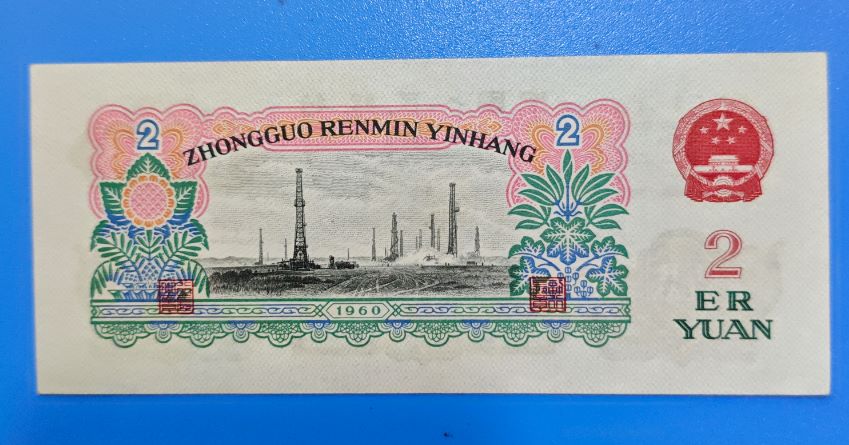 2
2
ZHONGGUO RENMIN YINHANG
1960
2
ER
YUAN